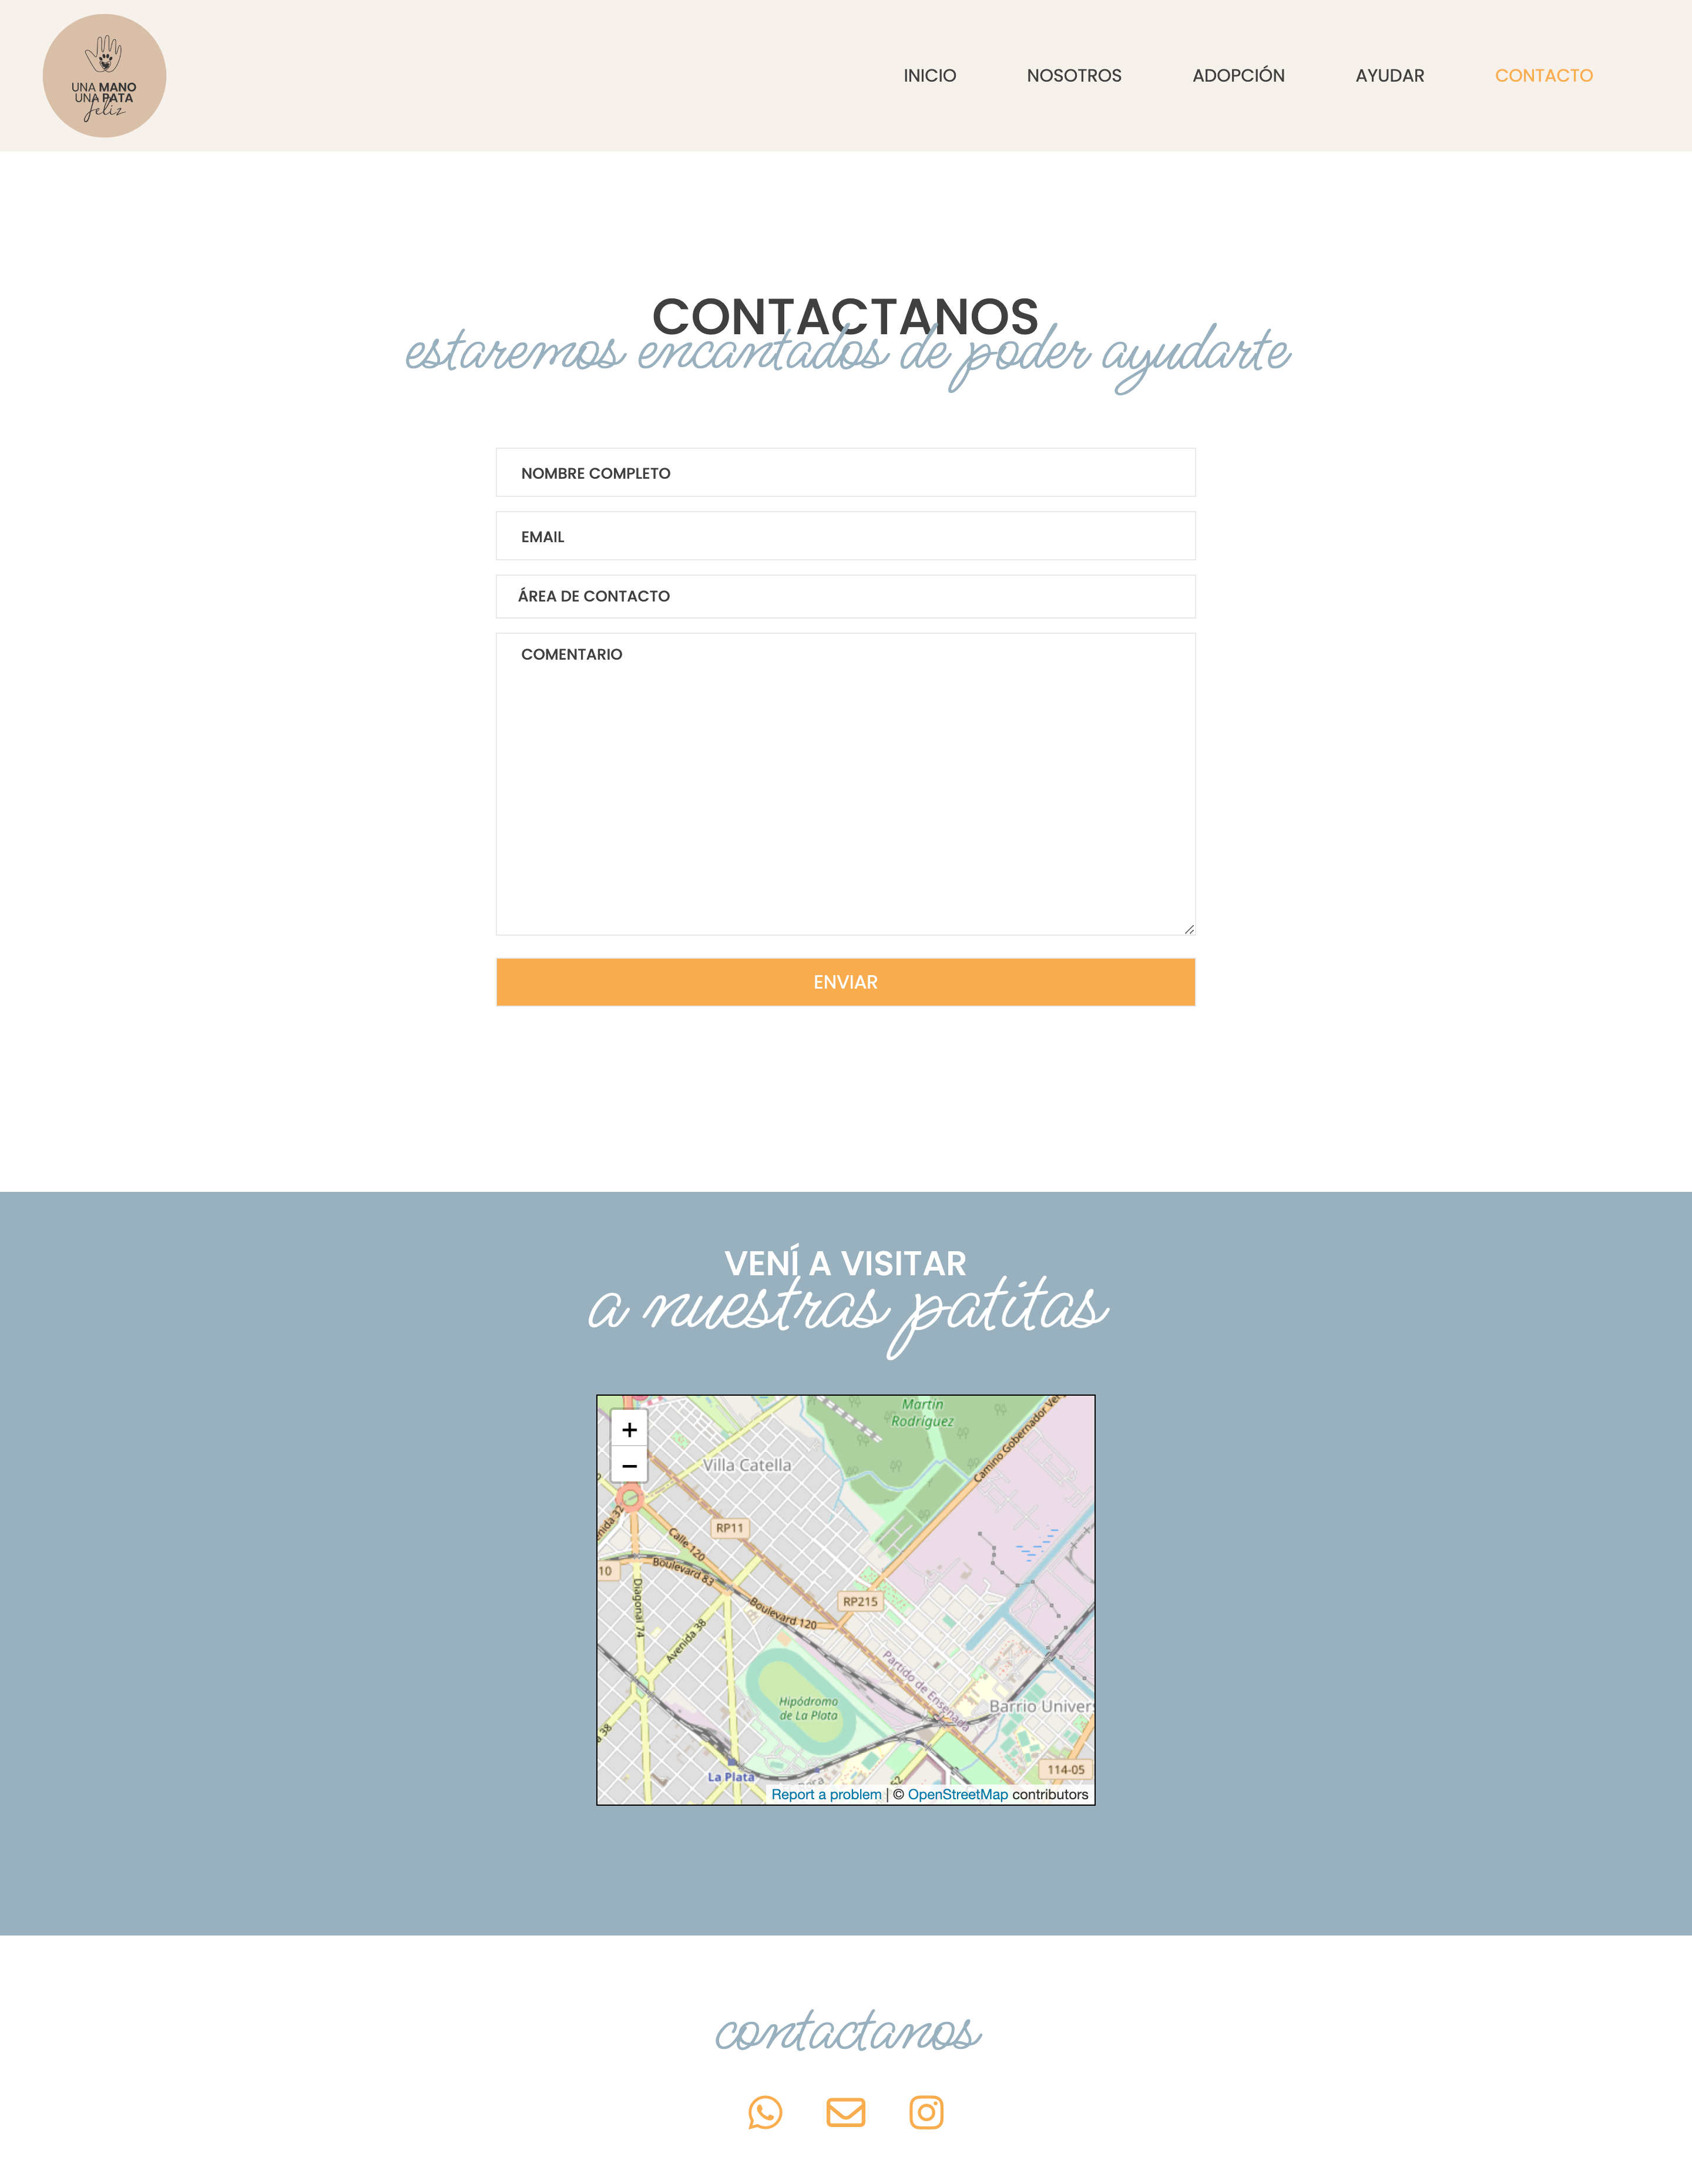 UNA MANO
UNA PATA
feliz
INICIO
NOSOTROS
ADOPCIÓN
AYUDAR
CONTACTO
CONTACTANOS
estaremos encantados de poder ayudarte
NOMBRE COMPLETO
EMAIL
ÁREA DE CONTACTO
COMENTARIO
ENVIAR
VENÍ A VISITAR
a nuestras patitas
+
−
Martín
Rodríguez
Camino Gobernador
Villa Catella
RP11
Calle 120
Boulevard 83
10
Diagonal 74
Boulevard 120
RP215
Avenida 38
Partido de Ensenada
Hipódromo
de La Plata
Barrio Univers
114-05
La Plata
Report a problem | © OpenStreetMap contributors
contactanos